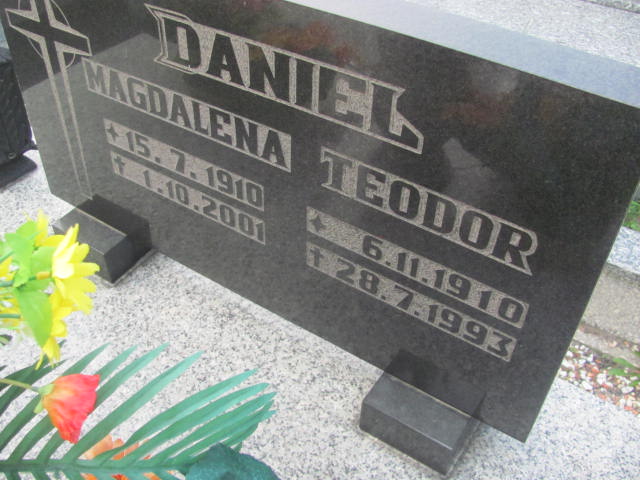 DANIEL
MAGDALENA
15. 7. 1910
1. 10. 2001
TEODOR
6. 11. 1910
28. 7. 1993